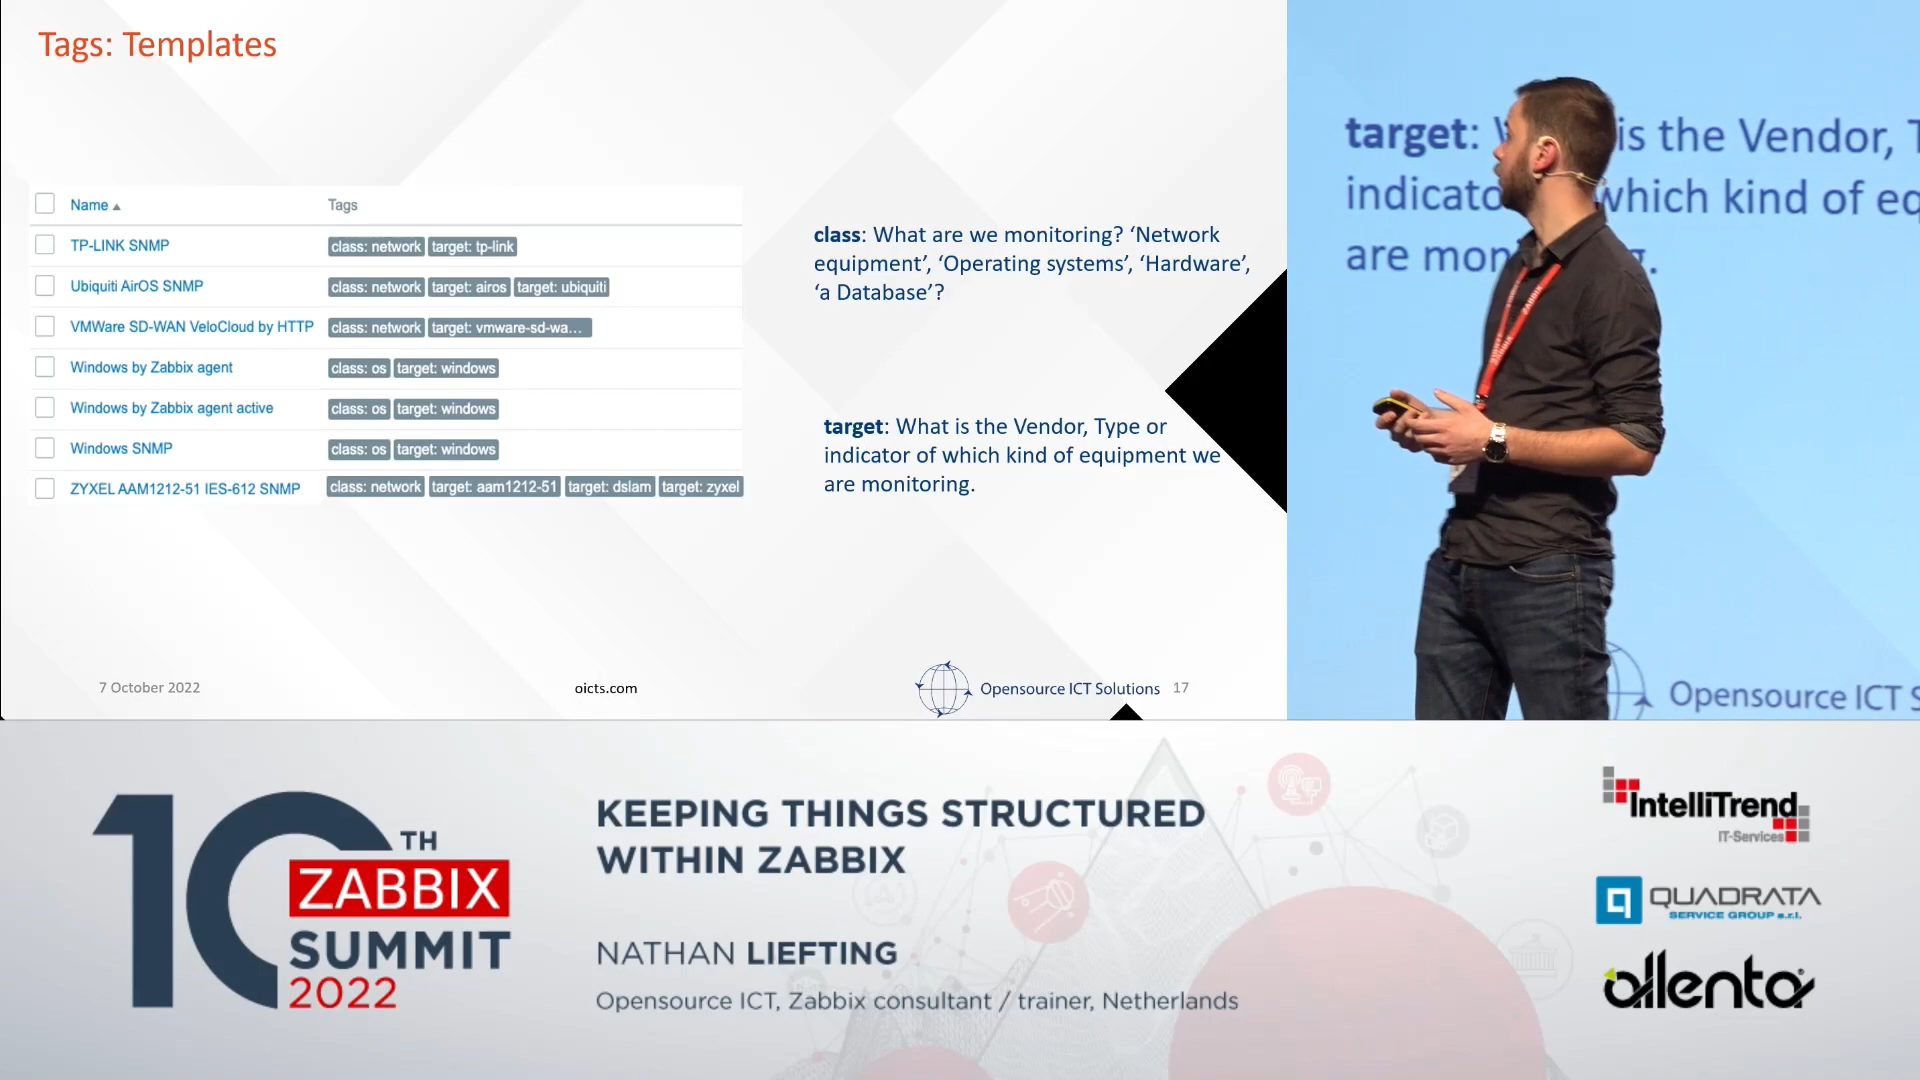 Tags: Templates
Name Tags
TP-LINK SNMP class: network target: tp-link
Ubiquiti AirOS SNMP class: network target: airos target: ubiquiti
VMWare SD-WAN VeloCloud by HTTP class: network target: vmware-sd-wa...
Windows by Zabbix agent class: os target: windows
Windows by Zabbix agent active class: os target: windows
Windows SNMP class: os target: windows
ZYXEL AAM1212-51 IES-612 SNMP class: network target: aam1212-51 target: dslam target: zyxel
class: What are we monitoring? ‘Network
equipment’, ‘Operating systems’, ‘Hardware’,
‘a Database’?
target: What is the Vendor, Type or
indicator of which kind of equipment we
are monitoring.
7 October 2022
oicts.com
Opensource ICT Solutions 17
target: is the Vendor,
which kind of
are
Opensource ICT
ZABBIX
10TH
ZABBIX
SUMMIT
2022
KEEPING THINGS STRUCTURED
WITHIN ZABBIX
NATHAN LIEFTING
Opensource ICT, Zabbix consultant / trainer, Netherlands
IntelliTrend
IT-Services
QUADRATA
SERVICE GROUP s.r.l.
allenta